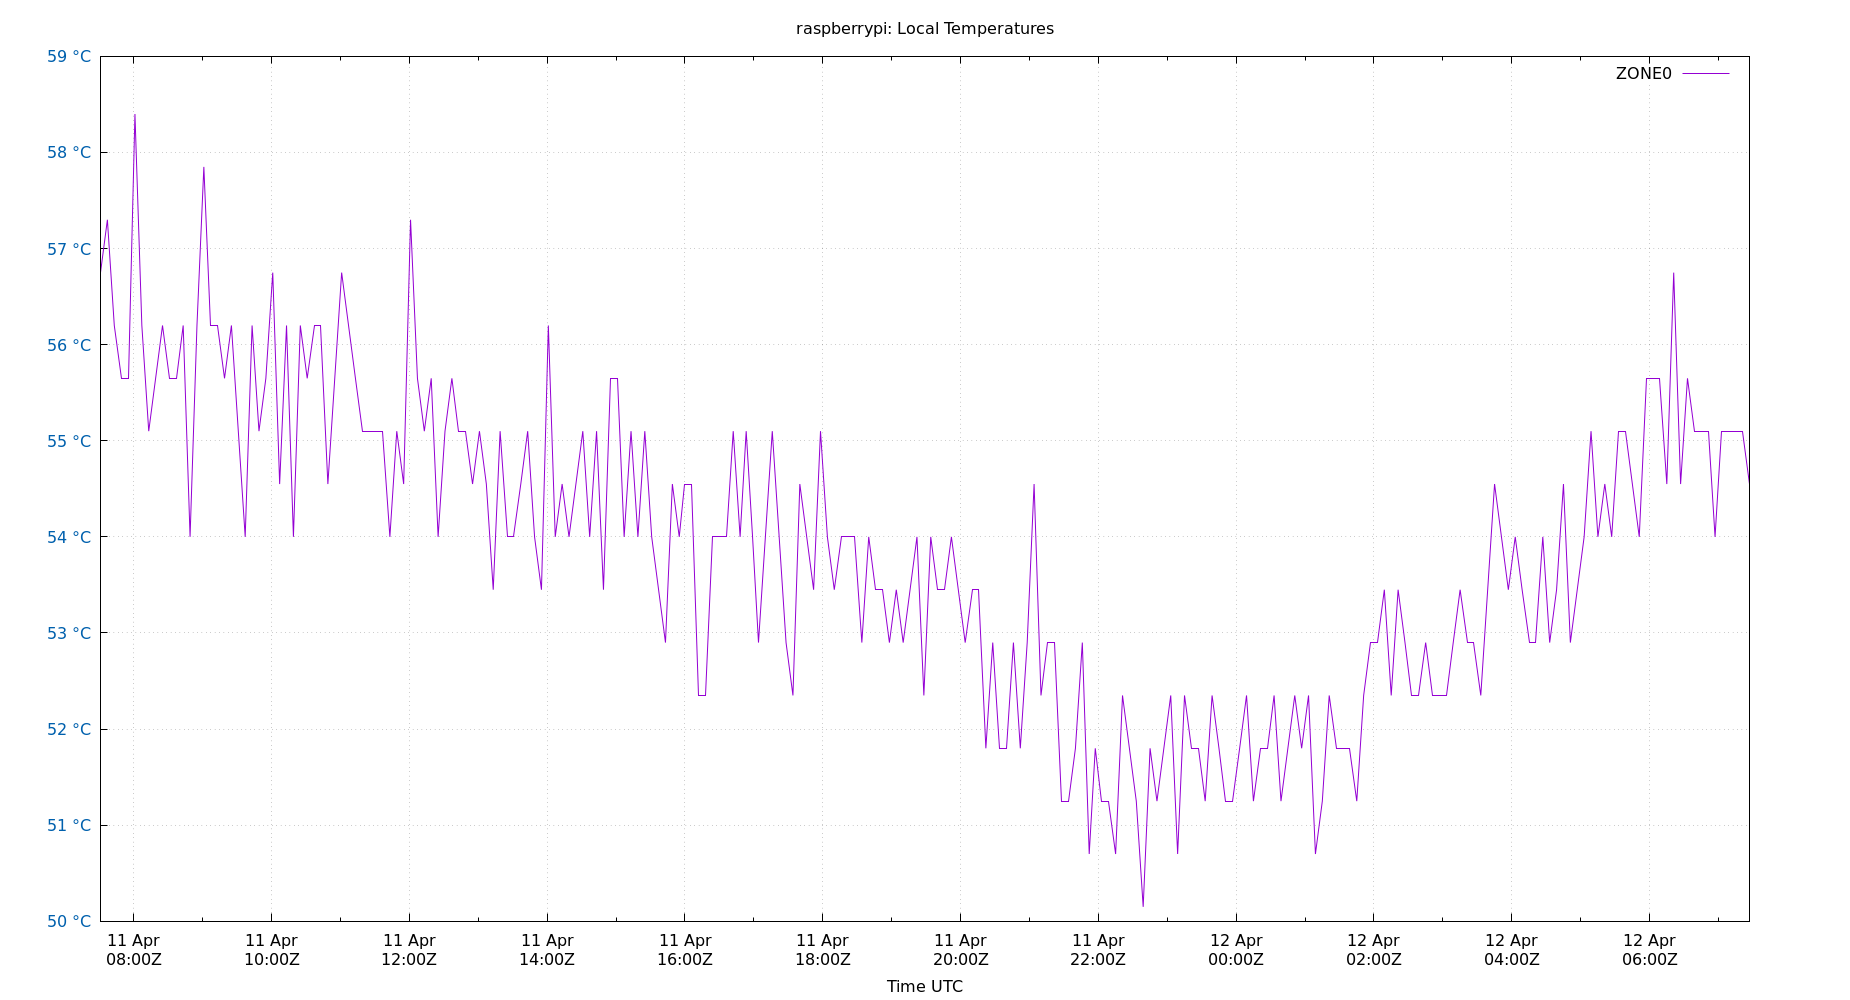 raspberrypi: Local Temperatures
59 °C
ZONE0
58 °C
57 °C
56 °C
55 °C
54 °C
53 °C
52 °C
51 °C
50 °C
11 Apr 11 Apr 11 Apr 11 Apr 11 Apr 11 Apr 11 Apr 11 Apr 12 Apr 12 Apr 12 Apr 12 Apr
08:00Z 10:00Z 12:00Z 14:00Z 16:00Z 18:00Z 20:00Z 22:00Z 00:00Z 02:00Z 04:00Z 06:00Z
Time UTC